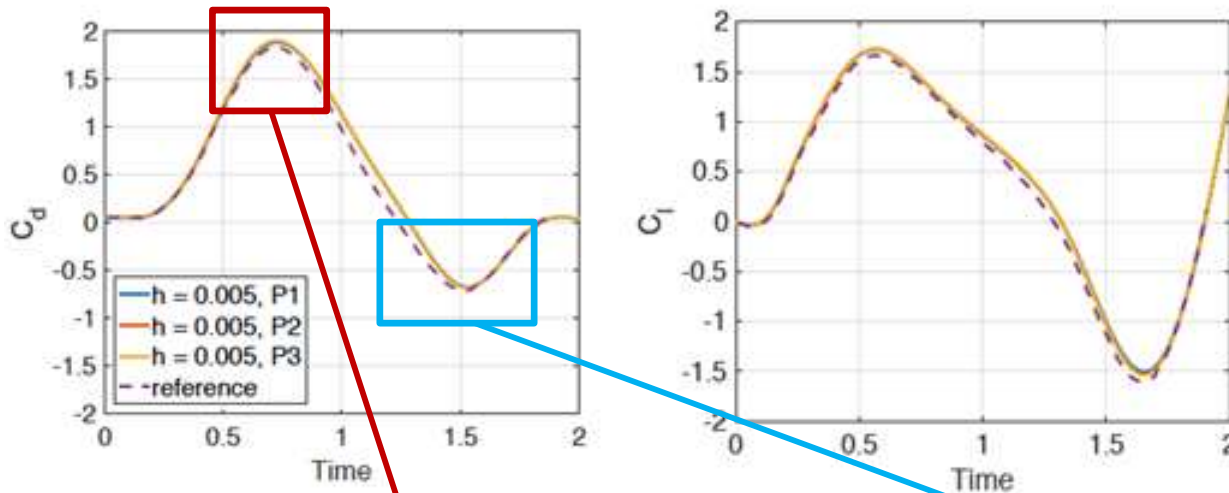 2
1.5
1
0.5
0
-0.5
-1
-1.5
-2
C_d
h = 0.005, P1
h = 0.005, P2
h = 0.005, P3
reference
0 0.5 1 1.5 2
Time
2
1.5
1
0.5
0
-0.5
-1
-1.5
-2
C_l
0 0.5 1 1.5 2
Time